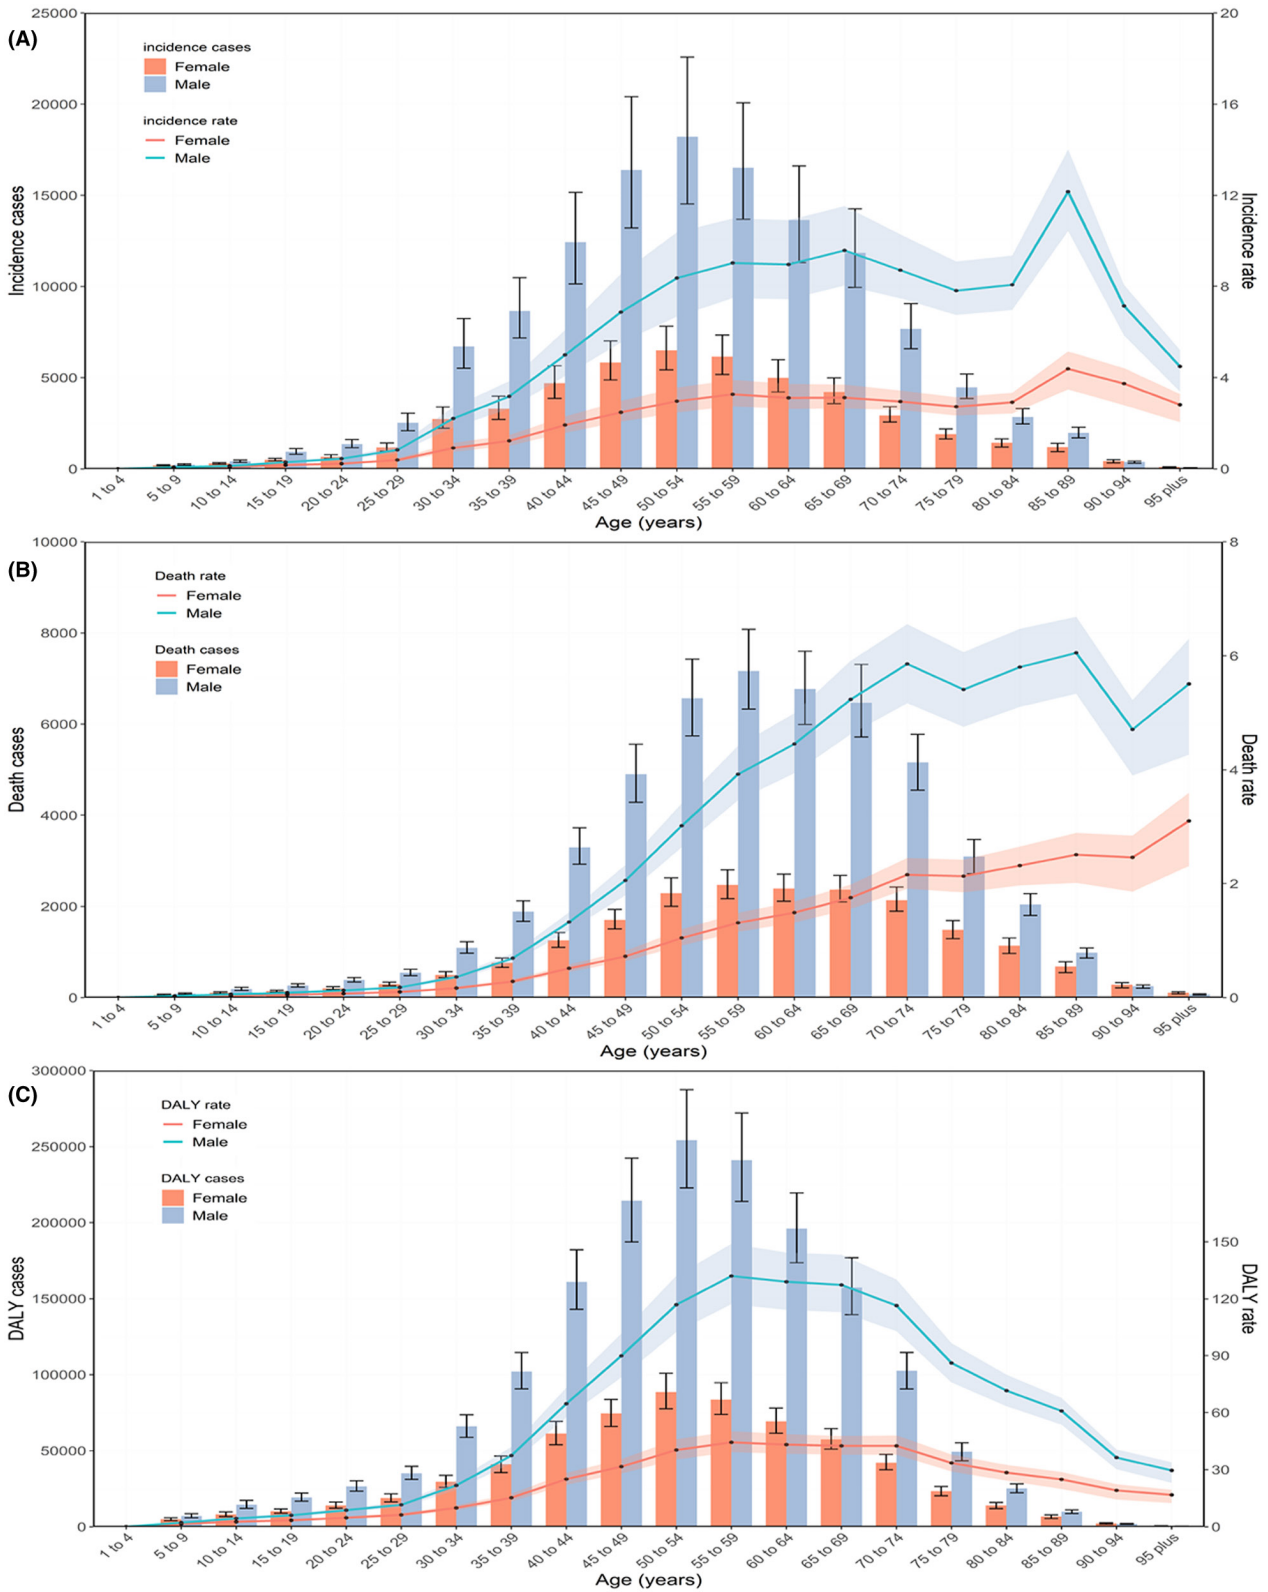 (A)
25000
20000
15000
10000
5000
0
Incidence cases
incidence cases
Female
Male
incidence rate
Female
Male
20
16
12
8
4
0
Incidence rate
1 to 4
5 to 9
10 to 14
15 to 19
20 to 24
25 to 29
30 to 34
35 to 39
40 to 44
45 to 49
50 to 54
55 to 59
60 to 64
65 to 69
70 to 74
75 to 79
80 to 84
85 to 89
90 to 94
95 plus
Age (years)
(B)
10000
8000
6000
4000
2000
0
Death cases
Death rate
Female
Male
Death cases
Female
Male
8
6
4
2
0
Death rate
1 to 4
5 to 9
10 to 14
15 to 19
20 to 24
25 to 29
30 to 34
35 to 39
40 to 44
45 to 49
50 to 54
55 to 59
60 to 64
65 to 69
70 to 74
75 to 79
80 to 84
85 to 89
90 to 94
95 plus
Age (years)
(C)
300000
250000
200000
150000
100000
50000
0
DALY cases
DALY rate
Female
Male
DALY cases
Female
Male
150
120
90
60
30
0
DALY rate
1 to 4
5 to 9
10 to 14
15 to 19
20 to 24
25 to 29
30 to 34
35 to 39
40 to 44
45 to 49
50 to 54
55 to 59
60 to 64
65 to 69
70 to 74
75 to 79
80 to 84
85 to 89
90 to 94
95 plus
Age (years)